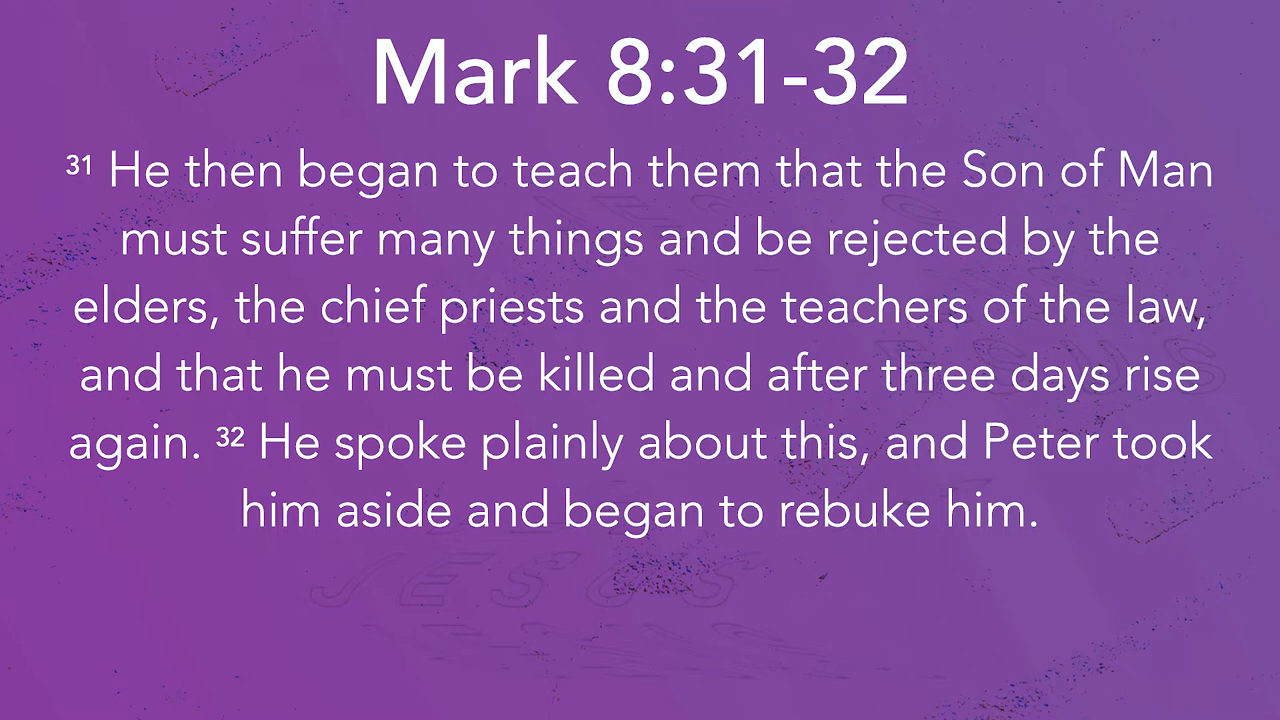 Mark 8:31-32
31 He then began to teach them that the Son of Man
must suffer many things and be rejected by the
elders, the chief priests and the teachers of the law,
and that he must be killed and after three days rise
again. 32 He spoke plainly about this, and Peter took
him aside and began to rebuke him.
JESUS